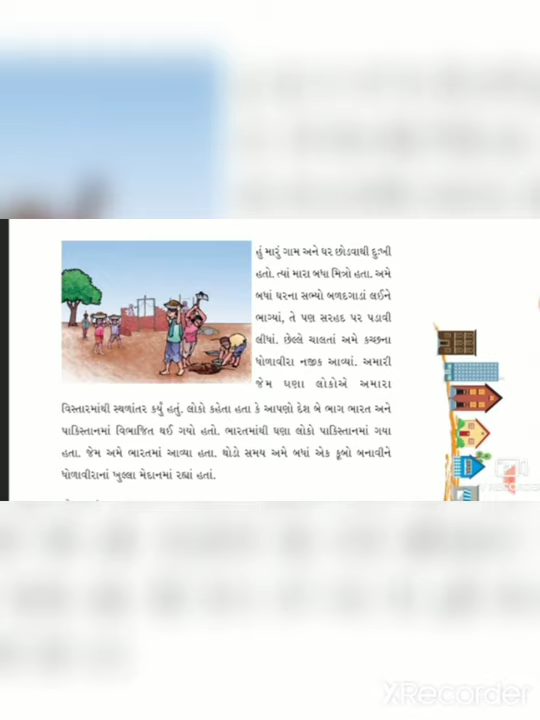 હું મારું ગામ અને ઘર છોડવાથી દુઃખી
હતો. ત્યાં મારા બધા મિત્રો હતા. અમે
બધાં ઘરના સભ્યો બળદગાડાં લઈને
ભાગ્યાં, તે પણ સરહદ પર પડાવી
લીધાં. છેલ્લે ચાલતાં અમે કચ્છના
ધોળાવીરા નજીક આવ્યાં. અમારી
જેમ ઘણા લોકોએ અમારા
વિસ્તારમાંથી સ્થળાંતર કર્યું હતું. લોકો કહેતા હતા કે આપણો દેશ બે ભાગ ભારત અને
પાકિસ્તાનમાં વિભાજિત થઈ ગયો હતો. ભારતમાંથી ઘણા લોકો પાકિસ્તાનમાં ગયા
હતા. જેમ અમે ભારતમાં આવ્યા હતા. થોડો સમય અમે બધાં એક કૂબો બનાવીને
ધોળાવીરાનાં ખુલ્લા મેદાનમાં રહ્યાં હતાં.
XRecorder